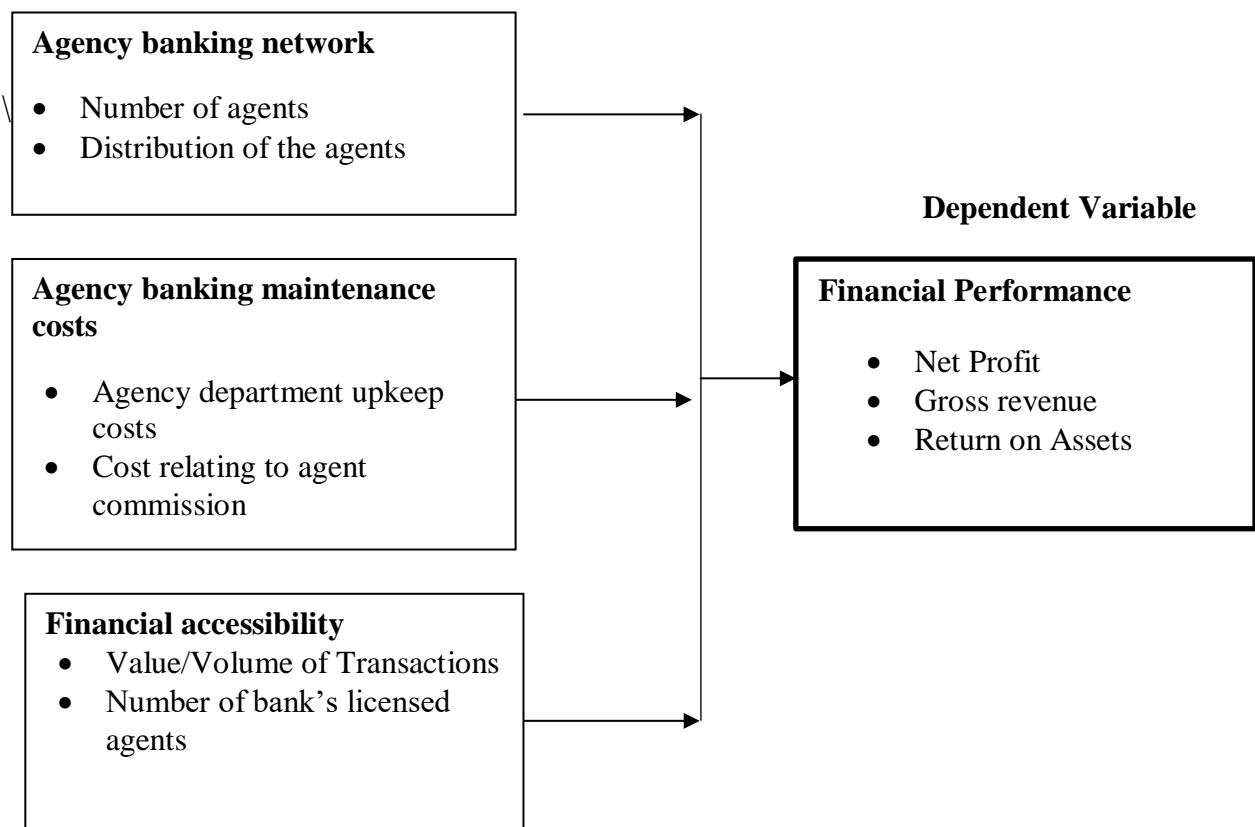 Agency banking network
\
• Number of agents
• Distribution of the agents
Dependent Variable
Agency banking maintenance
costs
• Agency department upkeep
costs
• Cost relating to agent
commission
Financial Performance
• Net Profit
• Gross revenue
• Return on Assets
Financial accessibility
• Value/Volume of Transactions
• Number of bank’s licensed
agents